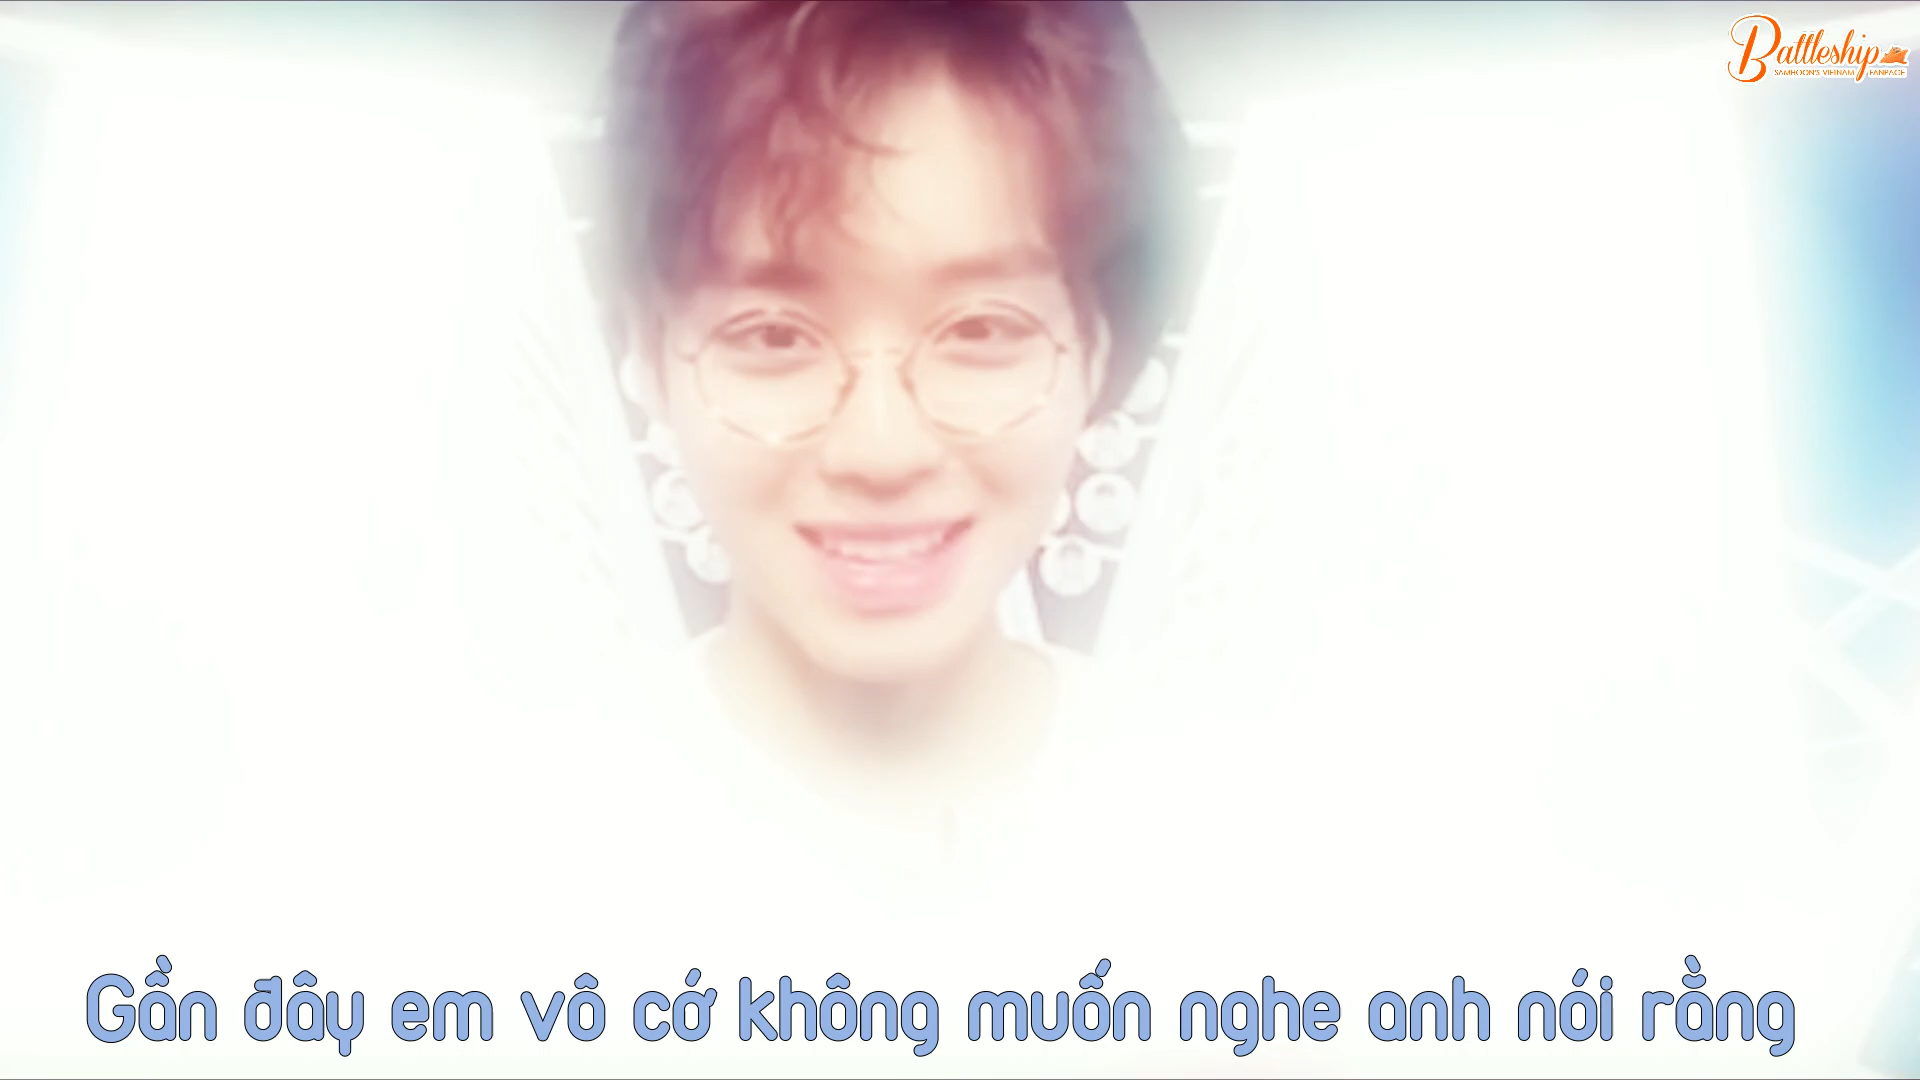 Battleship
SAMHOON'S VIETNAM FANPAGE
Gần đây em vô cớ không muốn nghe anh nói rằng